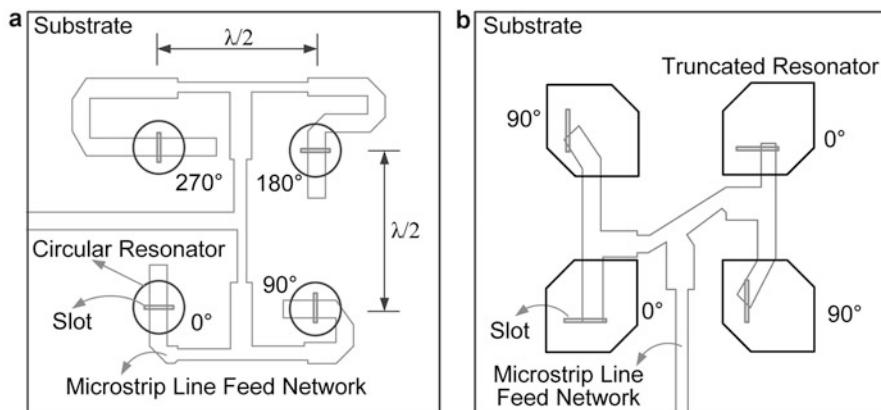 a
Substrate
λ/2
270°
180°
λ/2
Circular Resonator
90°
0°
Slot
Microstrip Line Feed Network
b
Substrate
Truncated Resonator
90°
0°
0°
90°
Slot
Microstrip Line
Feed Network